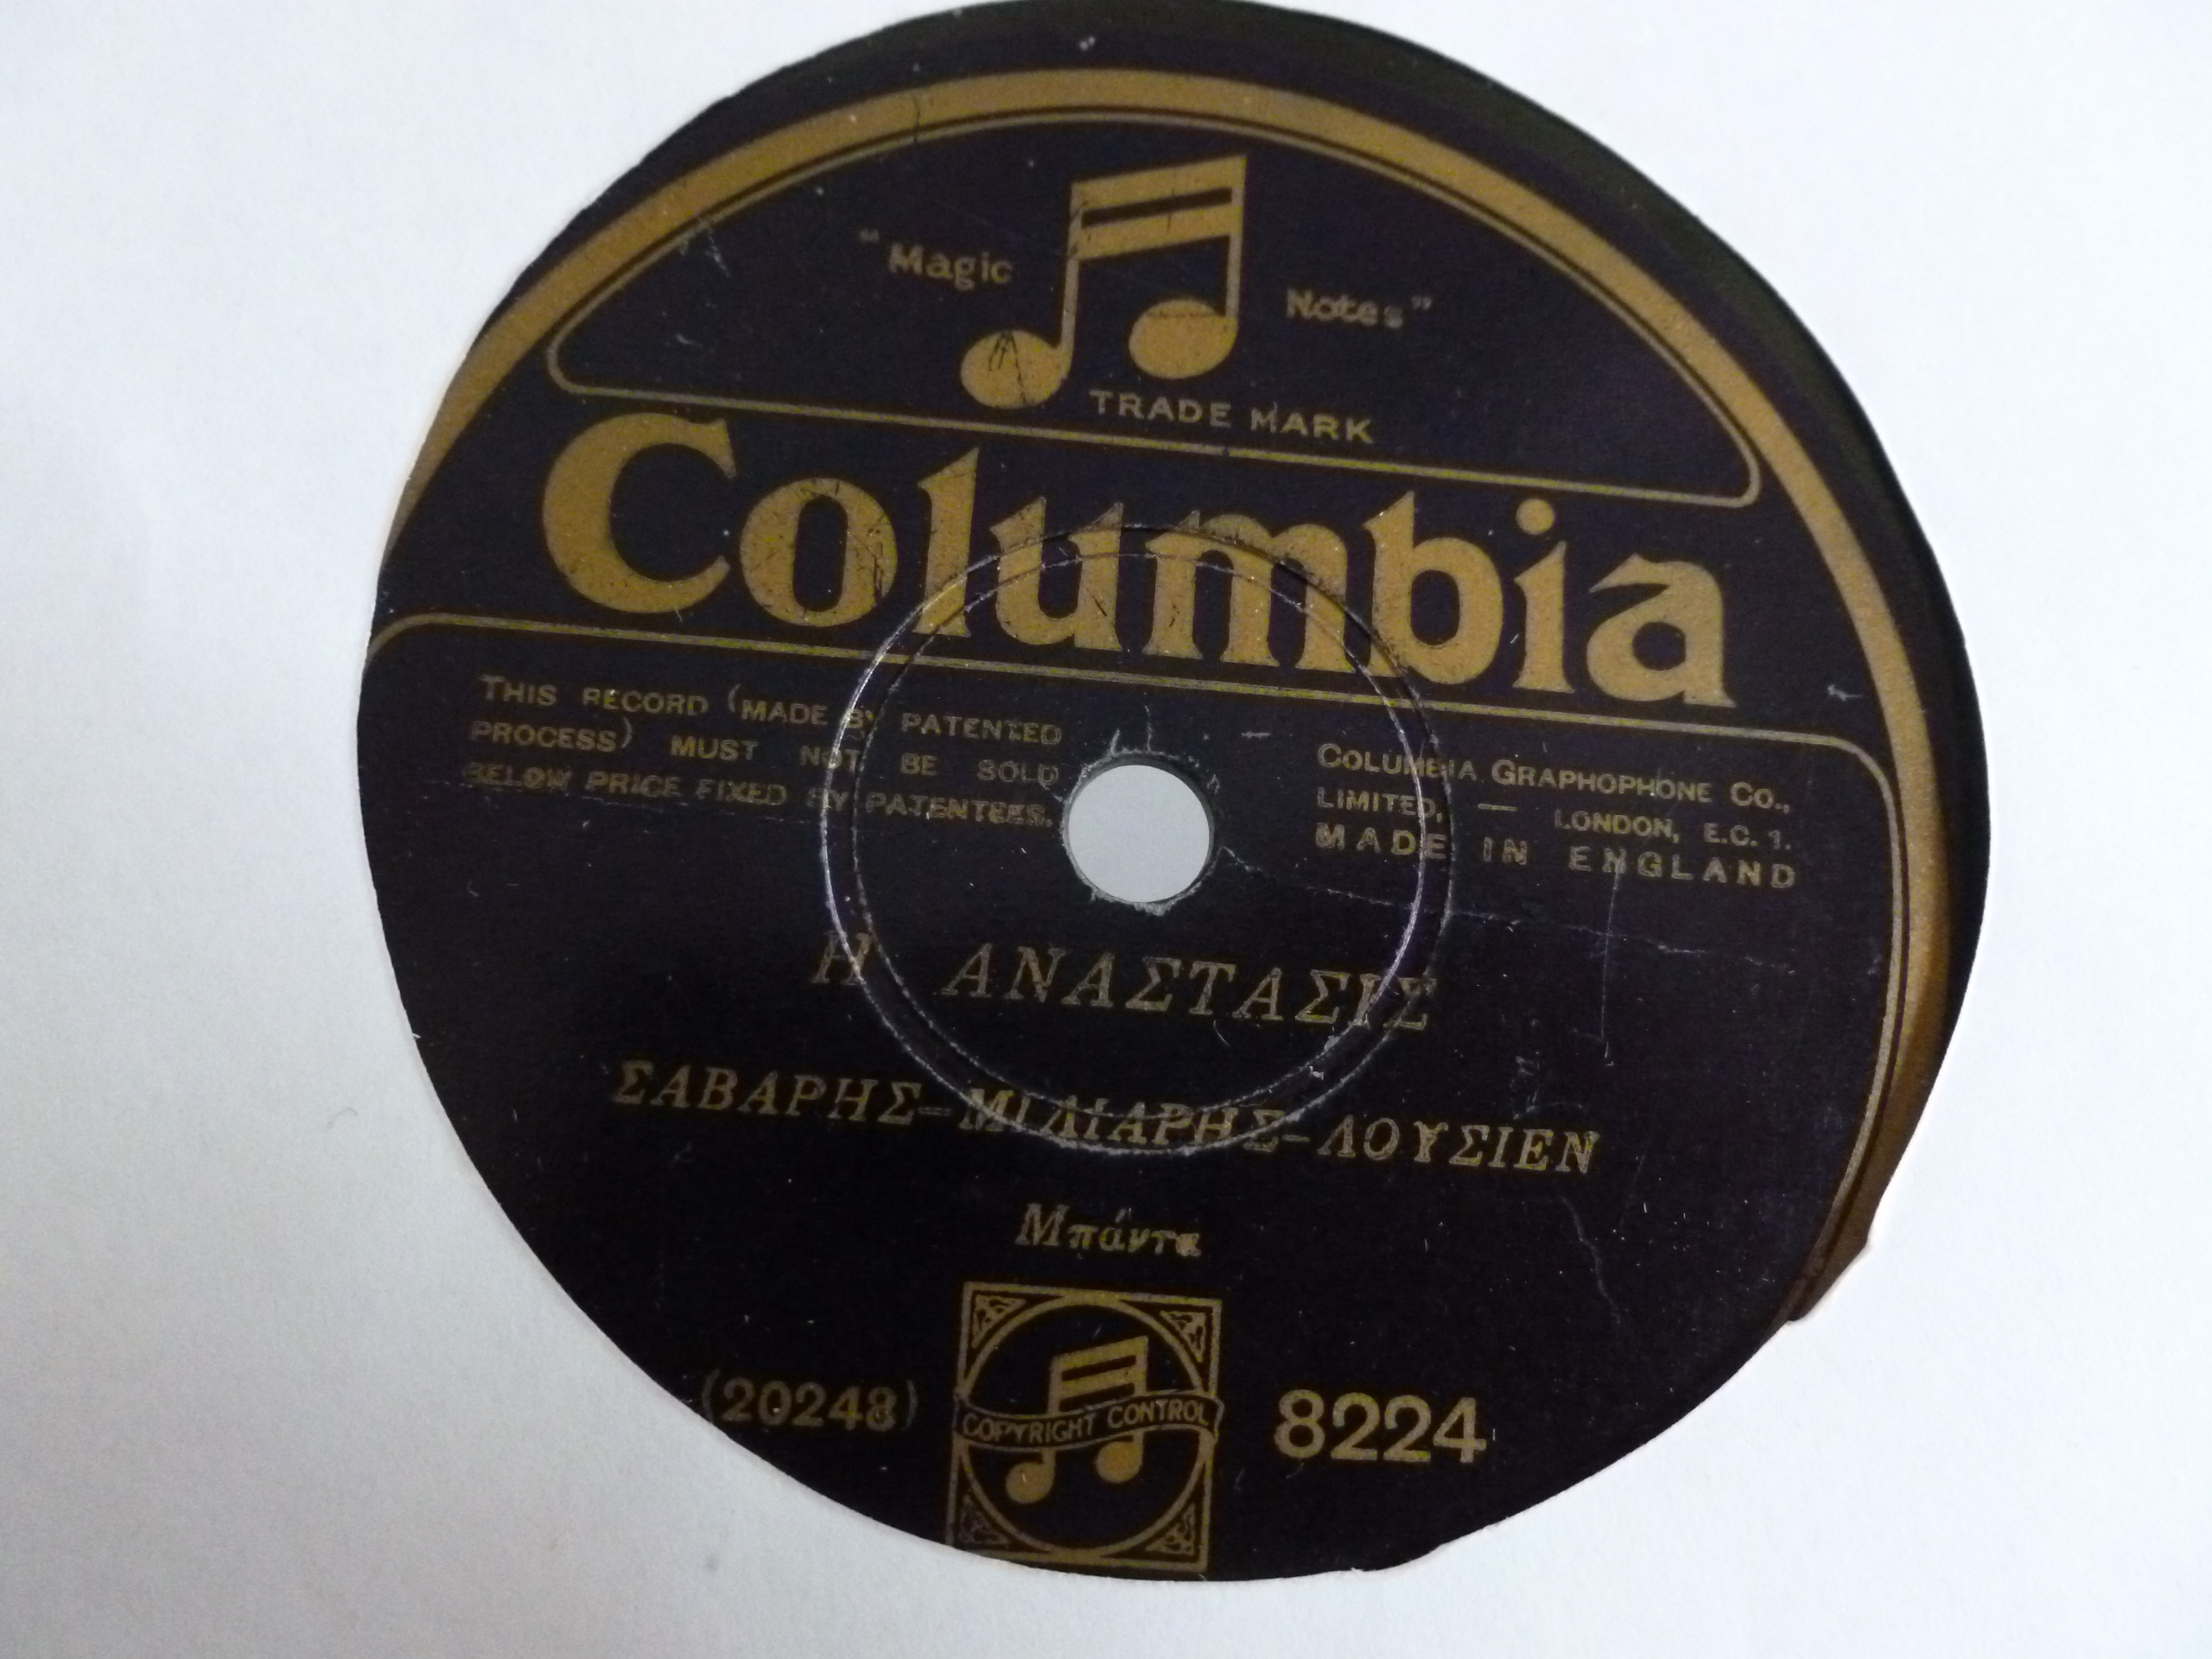 "Magic Notes"
TRADE MARK
Columbia
THIS RECORD (MADE BY PATENTED
PROCESS) MUST NOT BE SOLD
BELOW PRICE FIXED BY PATENTEES.
COLUMBIA GRAPHOPHONE CO.,
LIMITED, — LONDON, E.C. 1.
MADE IN ENGLAND
Η ΑΝΑΣΤΑΣΙΣ
ΣΑΒΑΡΗΣ-ΜΙΛΙΑΡΗΣ-ΛΟΥΣΙΕΝ
Μπάντα
(20248)
COPYRIGHT CONTROL
8224